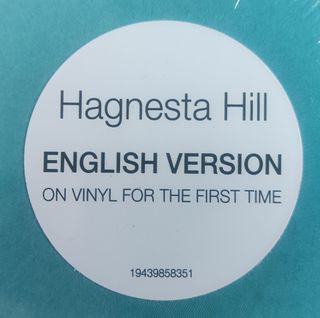 Hagnesta Hill
ENGLISH VERSION
ON VINYL FOR THE FIRST TIME
19439858351